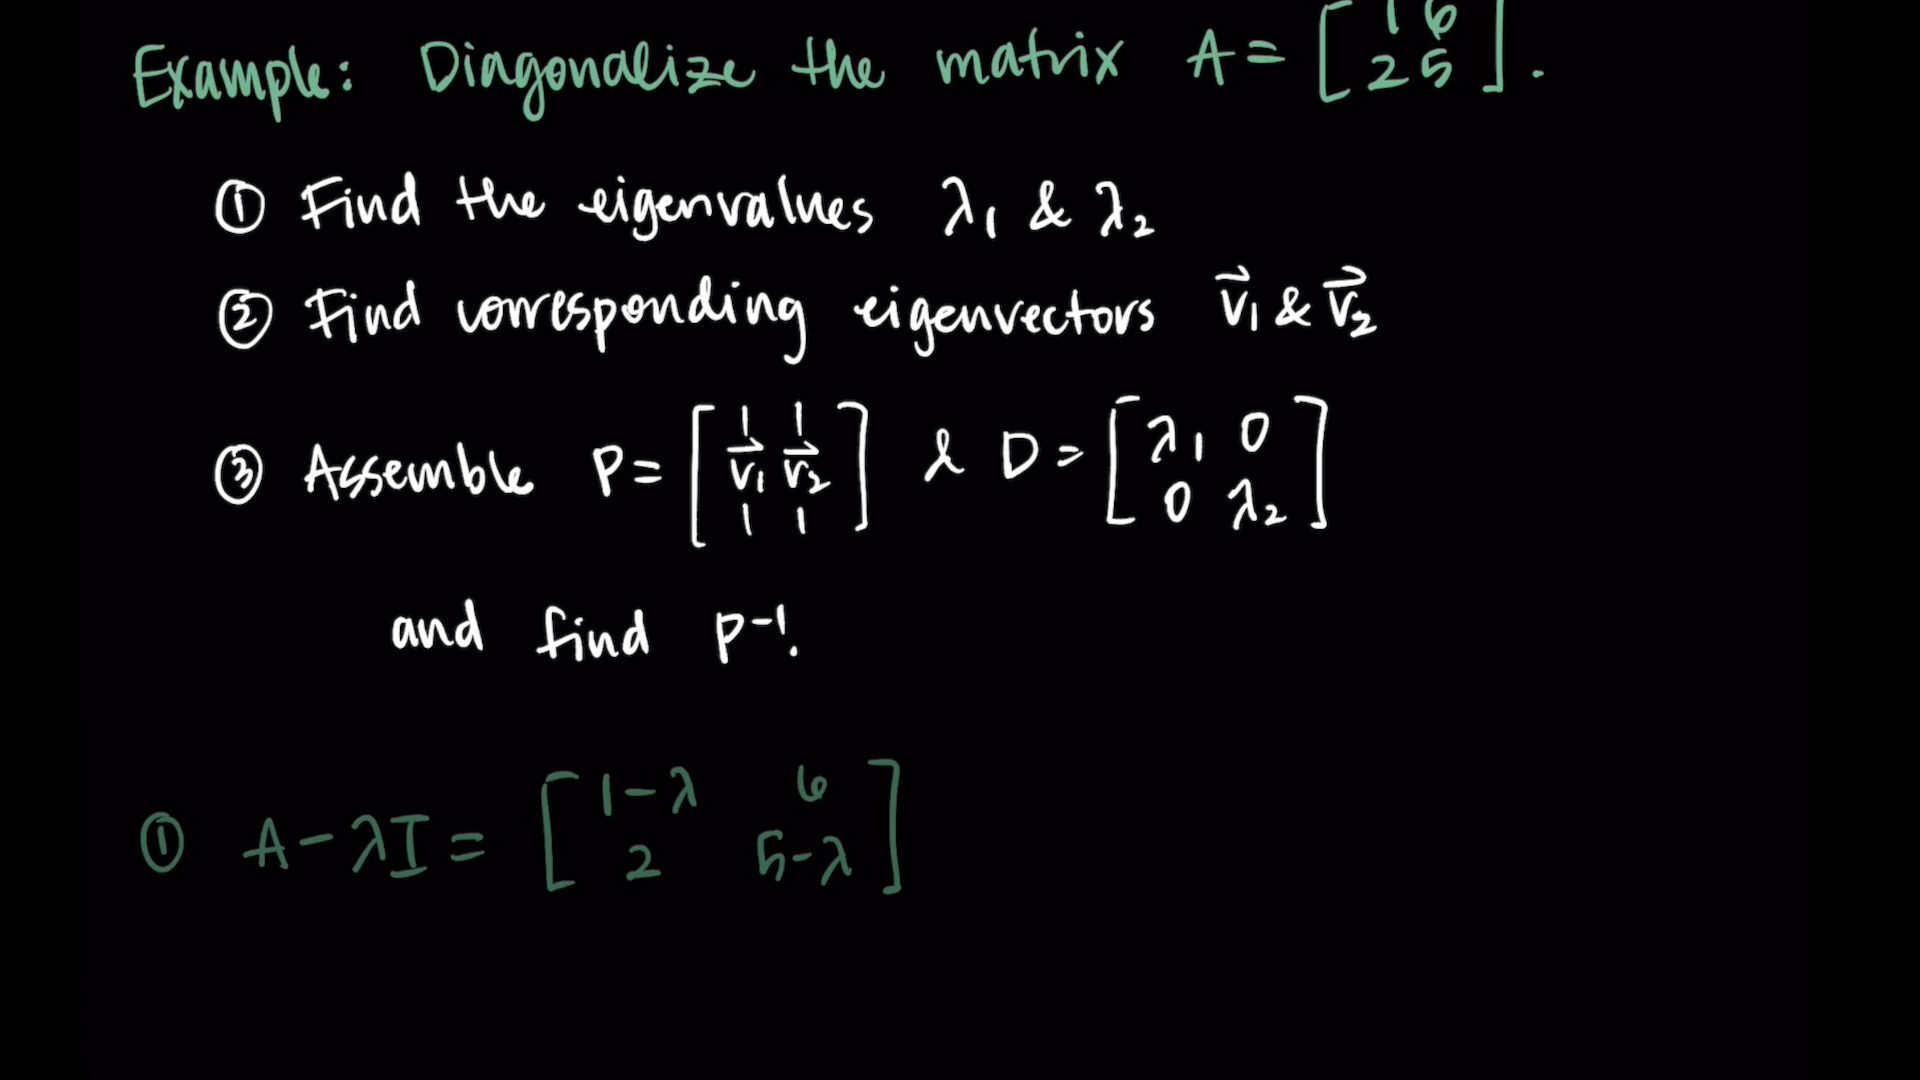 Example: Diagonalize the matrix A = [1 6
2 5].
① Find the eigenvalues λ₁ & λ₂
② Find corresponding eigenvectors v⃗₁ & v⃗₂
③ Assemble P = [v⃗₁ v⃗₂] & D = [λ₁ 0
0 λ₂]
and find P⁻¹.
① A - λI = [1-λ 6
2 5-λ]